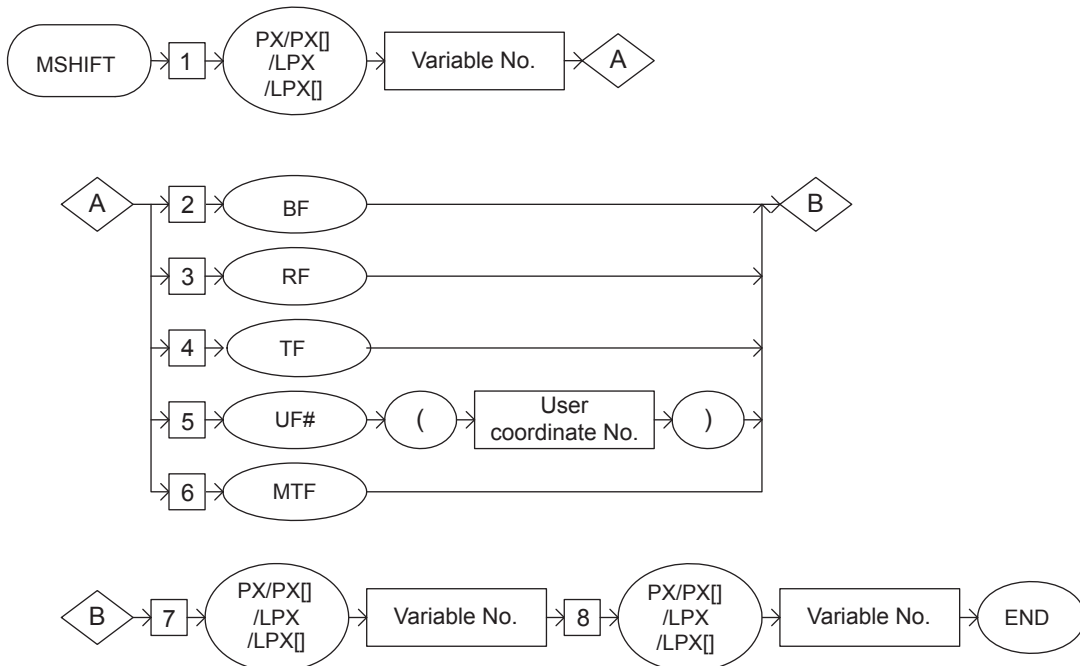 MSHIFT
1
PX/PX[]
/LPX
/LPX[]
Variable No.
A
A
2
BF
B
3
RF
4
TF
5
UF#
(
User
coordinate No.
)
6
MTF
B
7
PX/PX[]
/LPX
/LPX[]
Variable No.
8
PX/PX[]
/LPX
/LPX[]
Variable No.
END